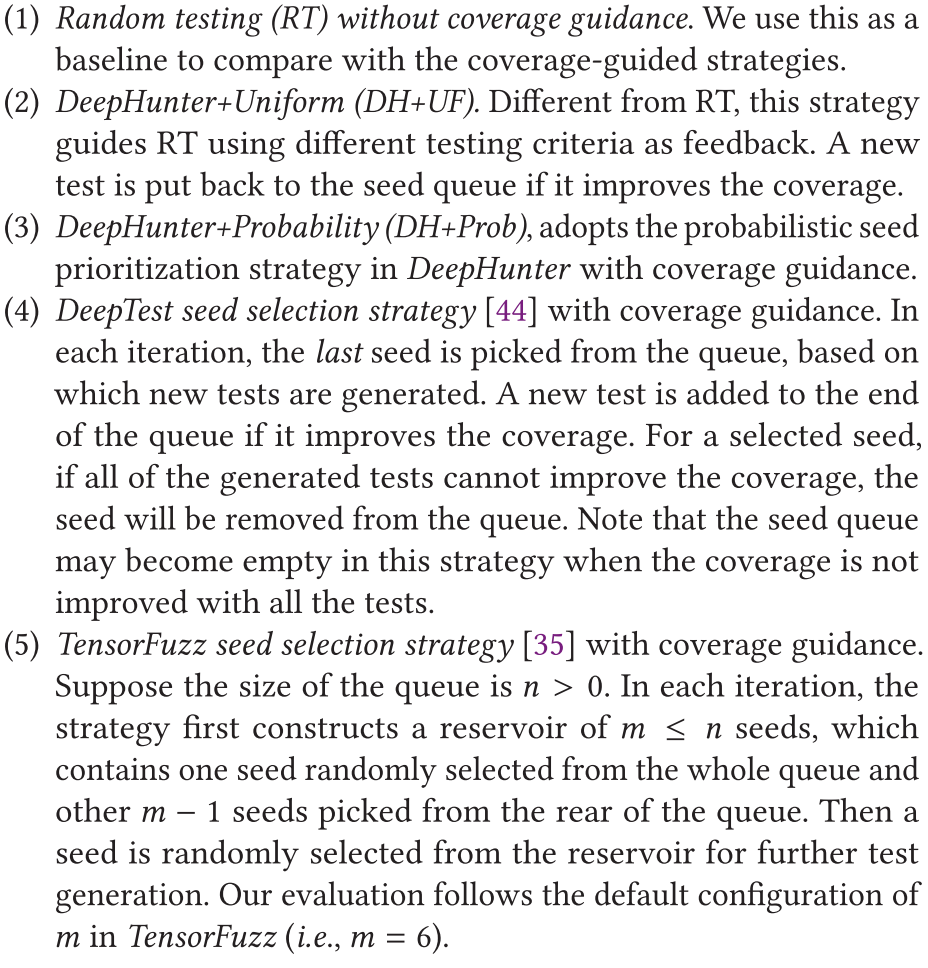 (1) Random testing (RT) without coverage guidance. We use this as a
baseline to compare with the coverage-guided strategies.
(2) DeepHunter+Uniform (DH+UF). Different from RT, this strategy
guides RT using different testing criteria as feedback. A new
test is put back to the seed queue if it improves the coverage.
(3) DeepHunter+Probability (DH+Prob), adopts the probabilistic seed
prioritization strategy in DeepHunter with coverage guidance.
(4) DeepTest seed selection strategy [44] with coverage guidance. In
each iteration, the last seed is picked from the queue, based on
which new tests are generated. A new test is added to the end
of the queue if it improves the coverage. For a selected seed,
if all of the generated tests cannot improve the coverage, the
seed will be removed from the queue. Note that the seed queue
may become empty in this strategy when the coverage is not
improved with all the tests.
(5) TensorFuzz seed selection strategy [35] with coverage guidance.
Suppose the size of the queue is n > 0. In each iteration, the
strategy first constructs a reservoir of m ≤ n seeds, which
contains one seed randomly selected from the whole queue and
other m − 1 seeds picked from the rear of the queue. Then a
seed is randomly selected from the reservoir for further test
generation. Our evaluation follows the default configuration of
m in TensorFuzz (i.e., m = 6).